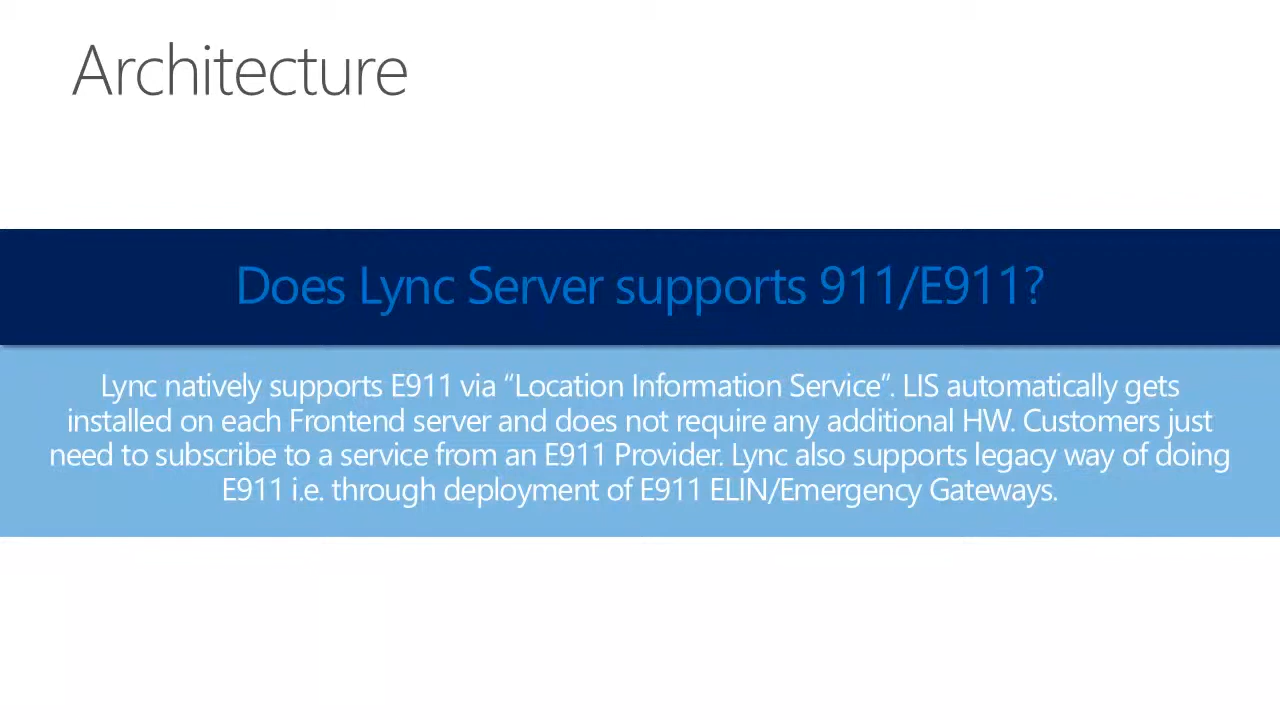 Architecture
Does Lync Server supports 911/E911?
Lync natively supports E911 via “Location Information Service”. LIS automatically gets
installed on each Frontend server and does not require any additional HW. Customers just
need to subscribe to a service from an E911 Provider. Lync also supports legacy way of doing
E911 i.e. through deployment of E911 ELIN/Emergency Gateways.